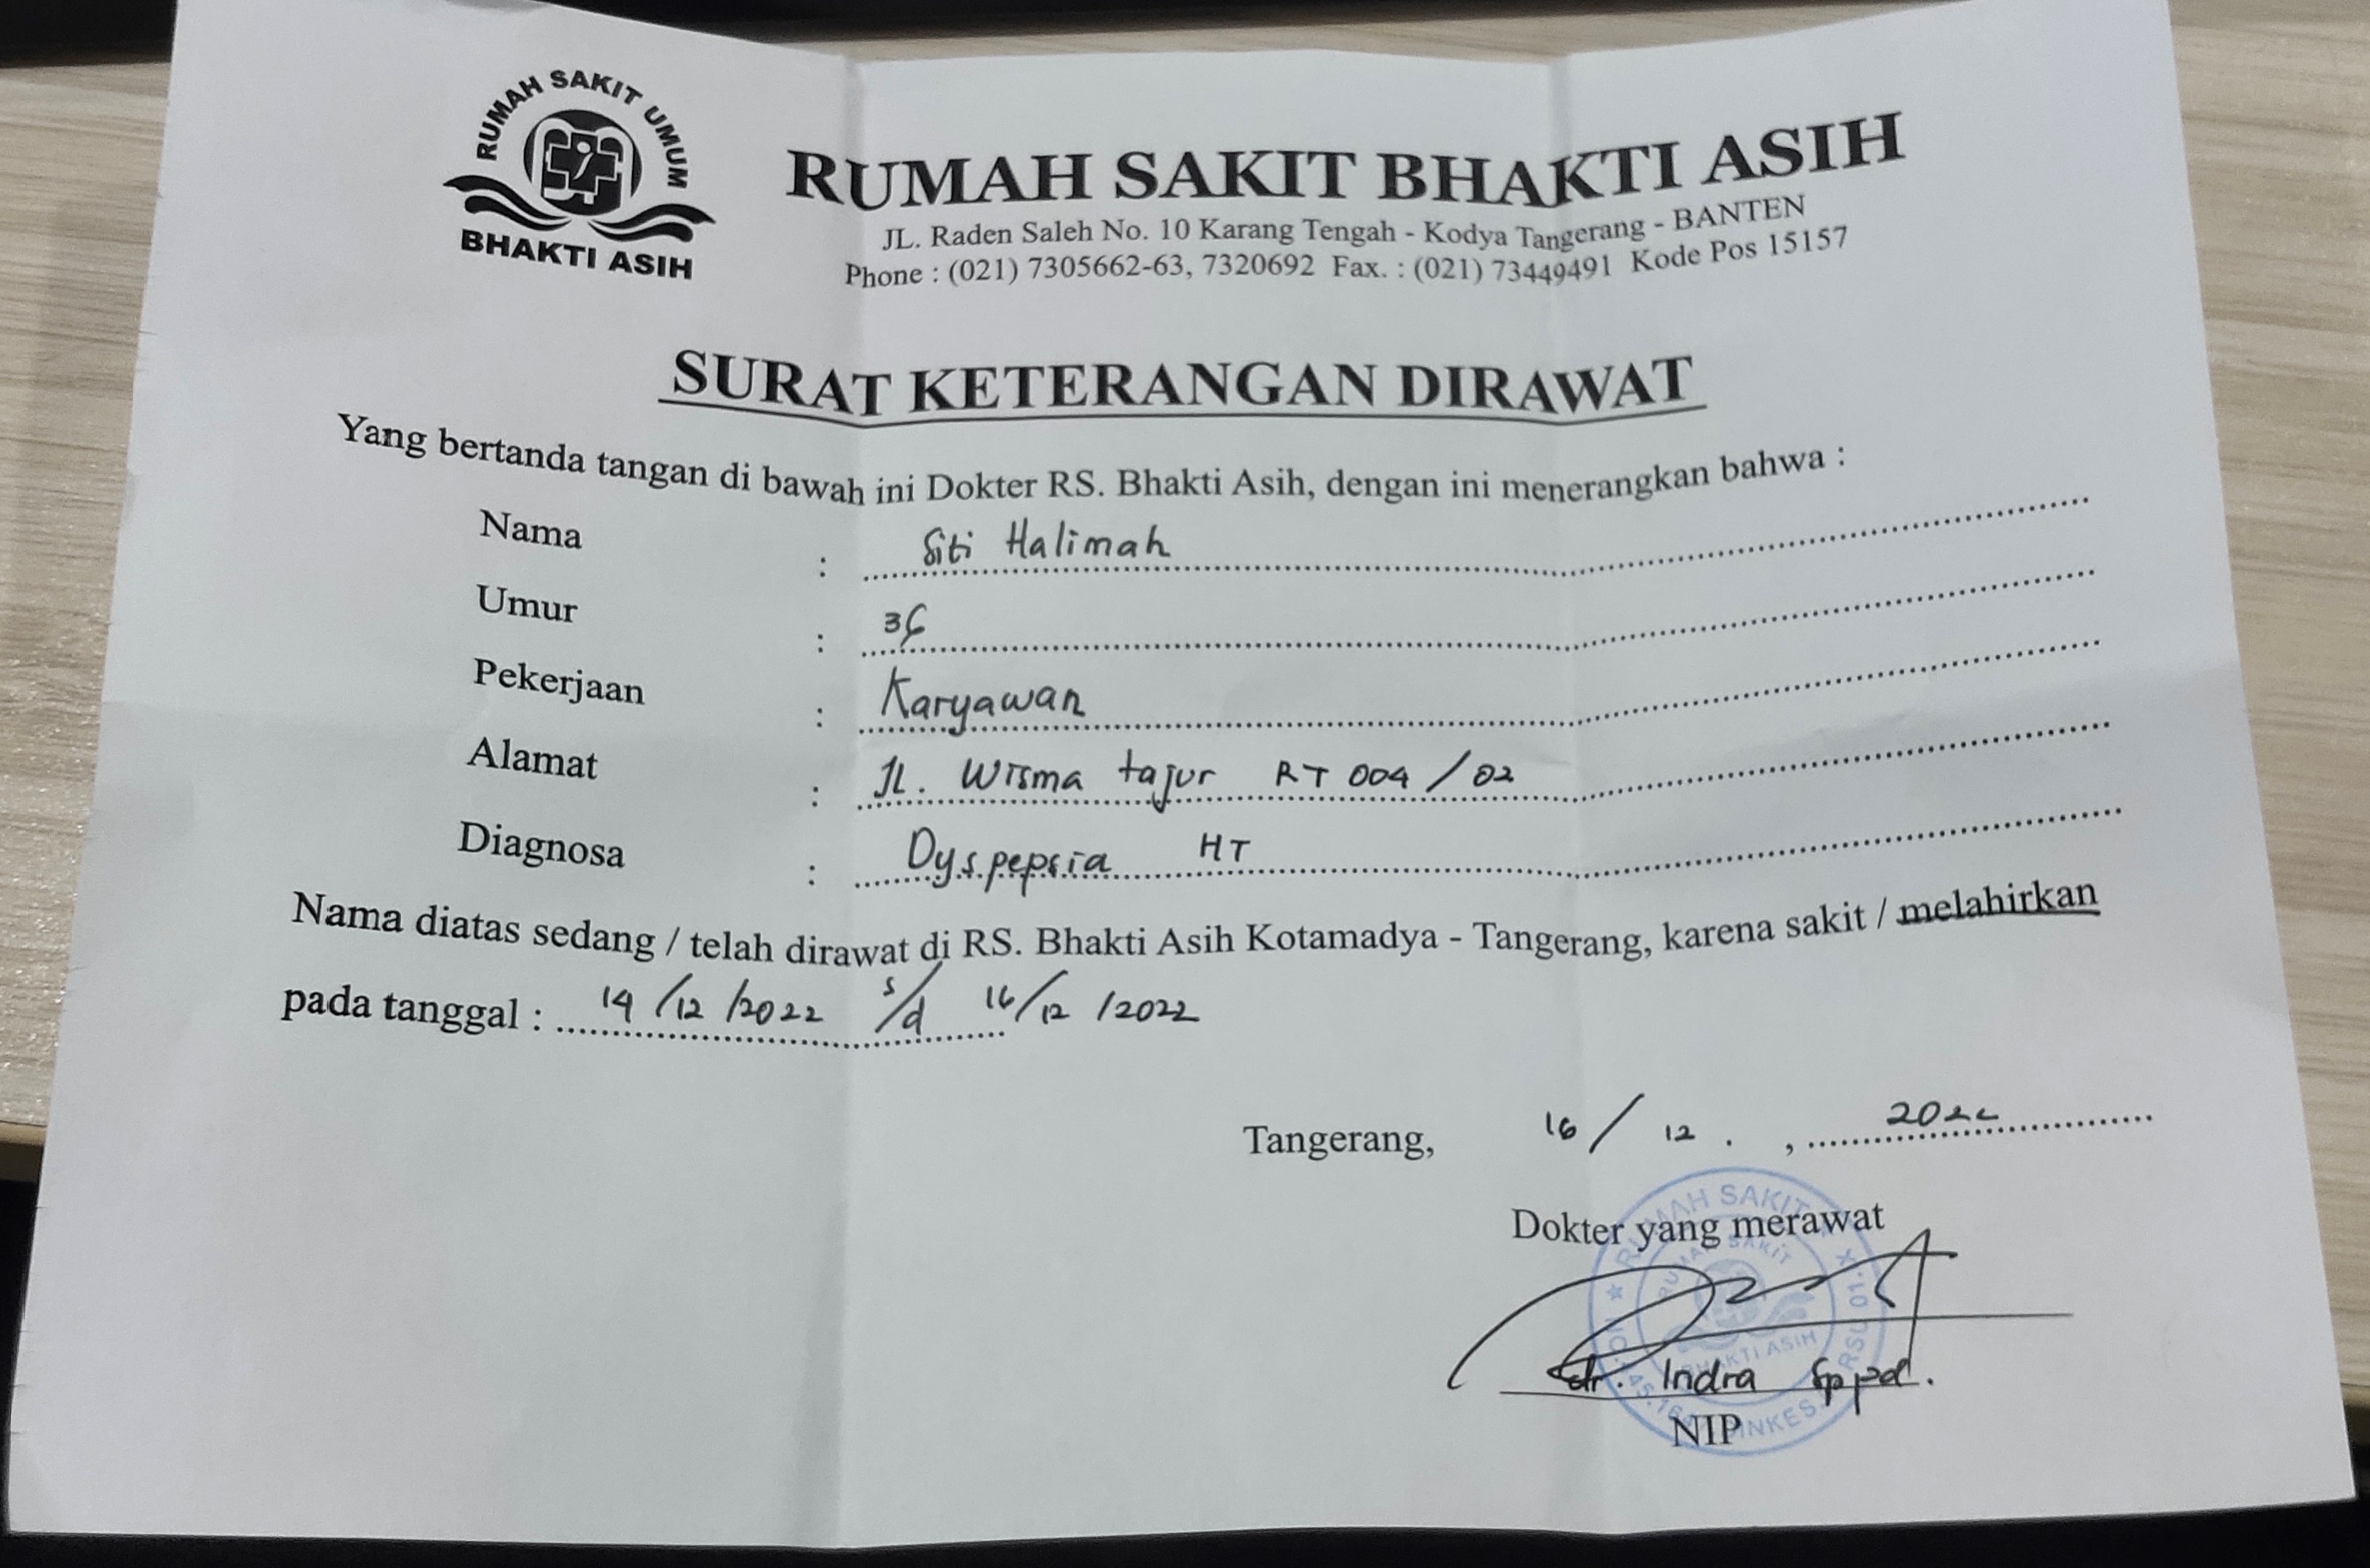 RUMAH SAKIT UMUM
BHAKTI ASIH
RUMAH SAKIT BHAKTI ASIH
JL. Raden Saleh No. 10 Karang Tengah - Kodya Tangerang - BANTEN
Phone : (021) 7305662-63, 7320692 Fax. : (021) 73449491 Kode Pos 15157
SURAT KETERANGAN DIRAWAT
Yang bertanda tangan di bawah ini Dokter RS. Bhakti Asih, dengan ini menerangkan bahwa :
Nama : Siti Halimah
Umur : 36
Pekerjaan : Karyawan
Alamat : JL. Wisma tajur RT 004 / 02
Diagnosa : Dyspepsia HT
Nama diatas sedang / telah dirawat di RS. Bhakti Asih Kotamadya - Tangerang, karena sakit / melahirkan
pada tanggal : 14 /12 /2022 s/d 16/12 /2022
Tangerang, 16/ 12 . , 2022
Dokter yang merawat
dr. Indra Sppd.
NIP
RUMAH SAKIT
BHAKTI ASIH